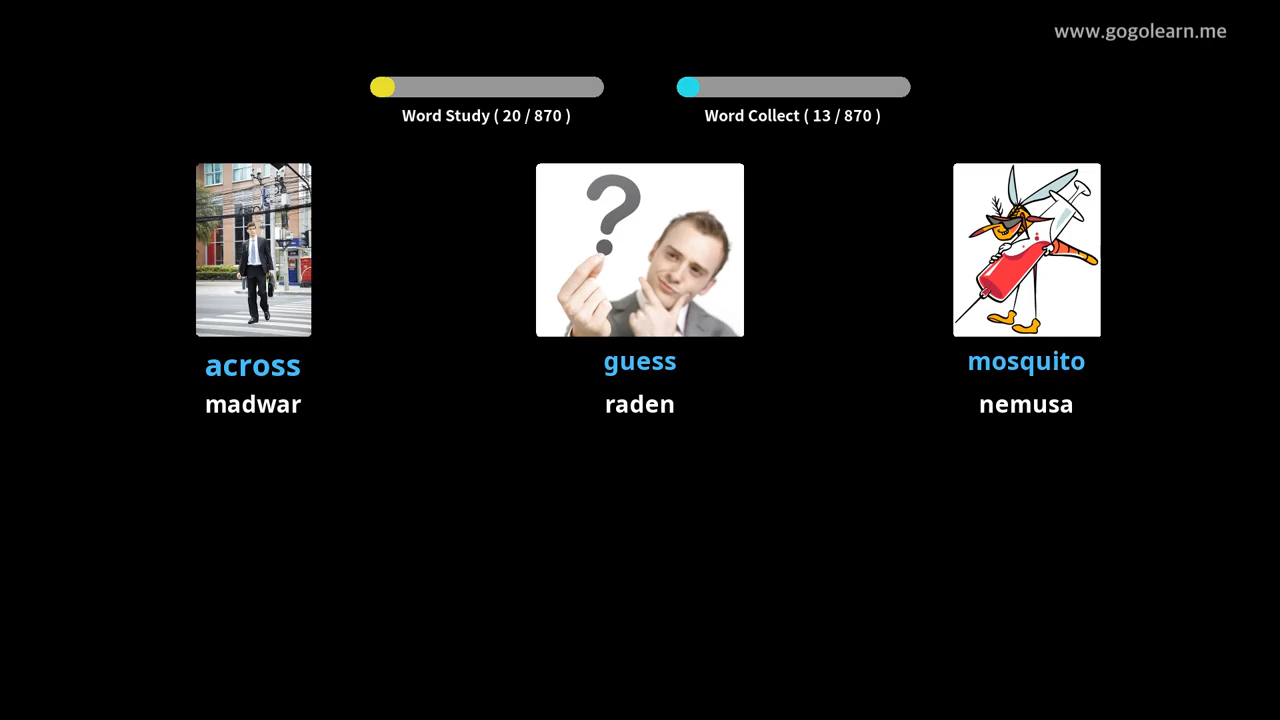 www.gogolearn.me
Word Study ( 20 / 870 )
Word Collect ( 13 / 870 )
across
madwar
guess
raden
mosquito
nemusa